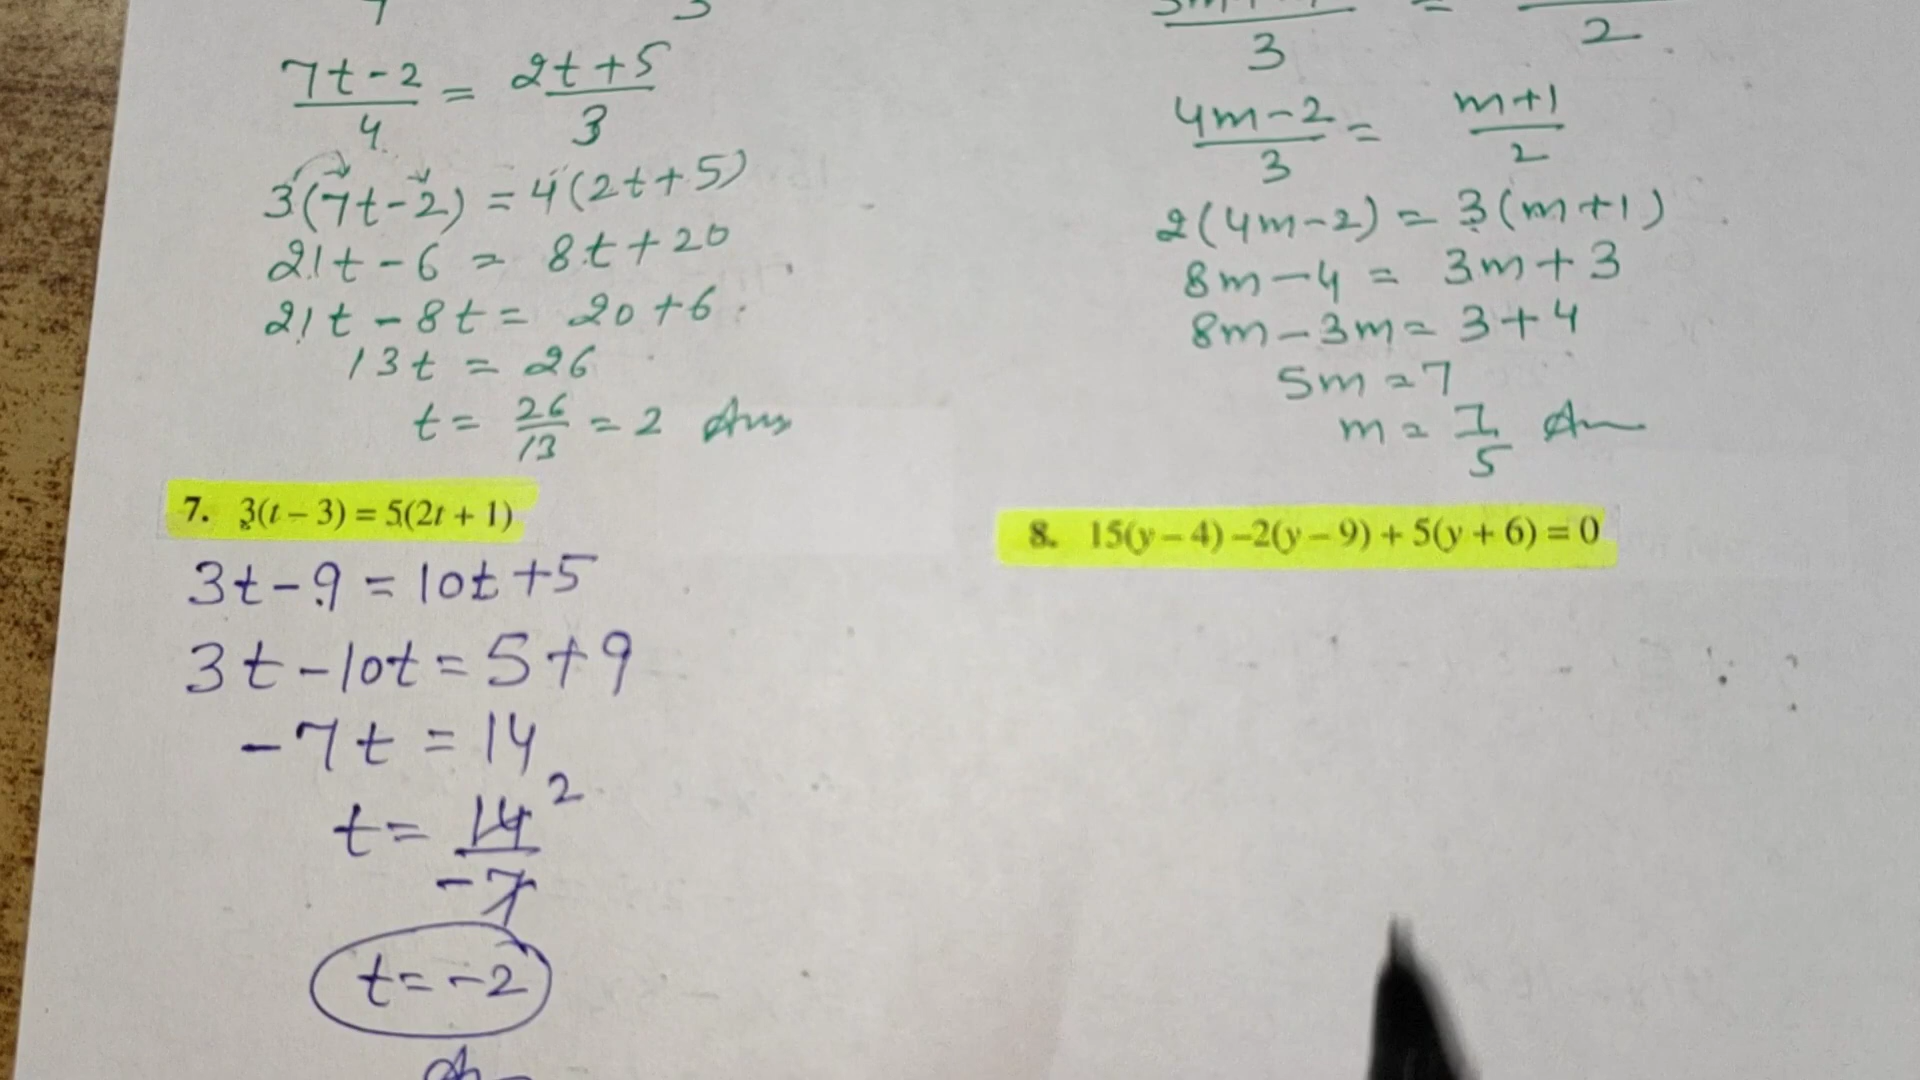 7t-2/4 = 2t+5/3
3(7t-2) = 4(2t+5)
21t-6 = 8t+20
21t-8t = 20+6
13t = 26
t = 26/13 = 2 Ans
3 2
4m-2/3 = m+1/2
2(4m-2) = 3(m+1)
8m-4 = 3m+3
8m-3m = 3+4
5m = 7
m = 7/5 An
7. 3(t – 3) = 5(2t + 1)
3t-9 = 10t+5
3t-10t = 5+9
-7t = 14
t = 14/-7 2
t = -2
8. 15(y – 4) –2(y – 9) + 5(y + 6) = 0